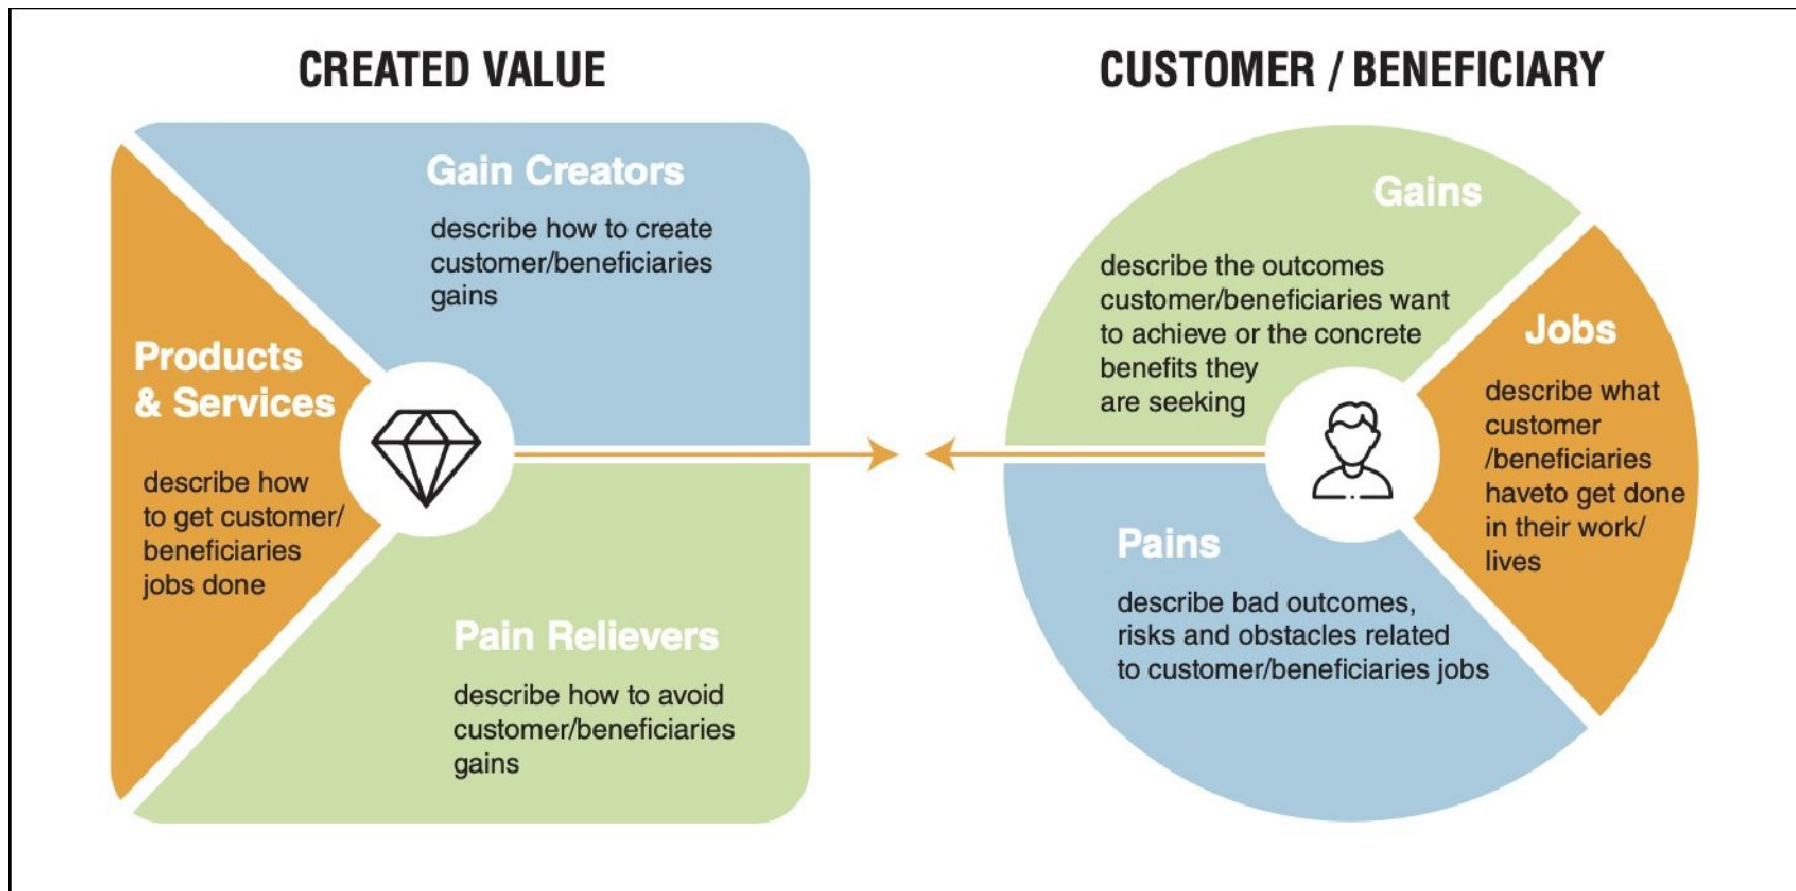 CREATED VALUE
Gain Creators
describe how to create
customer/beneficiaries
gains
Products
& Services
describe how
to get customer/
beneficiaries
jobs done
Pain Relievers
describe how to avoid
customer/beneficiaries
gains
CUSTOMER / BENEFICIARY
Gains
describe the outcomes
customer/beneficiaries want
to achieve or the concrete
benefits they
are seeking
Jobs
describe what
customer
/beneficiaries
haveto get done
in their work/
lives
Pains
describe bad outcomes,
risks and obstacles related
to customer/beneficiaries jobs